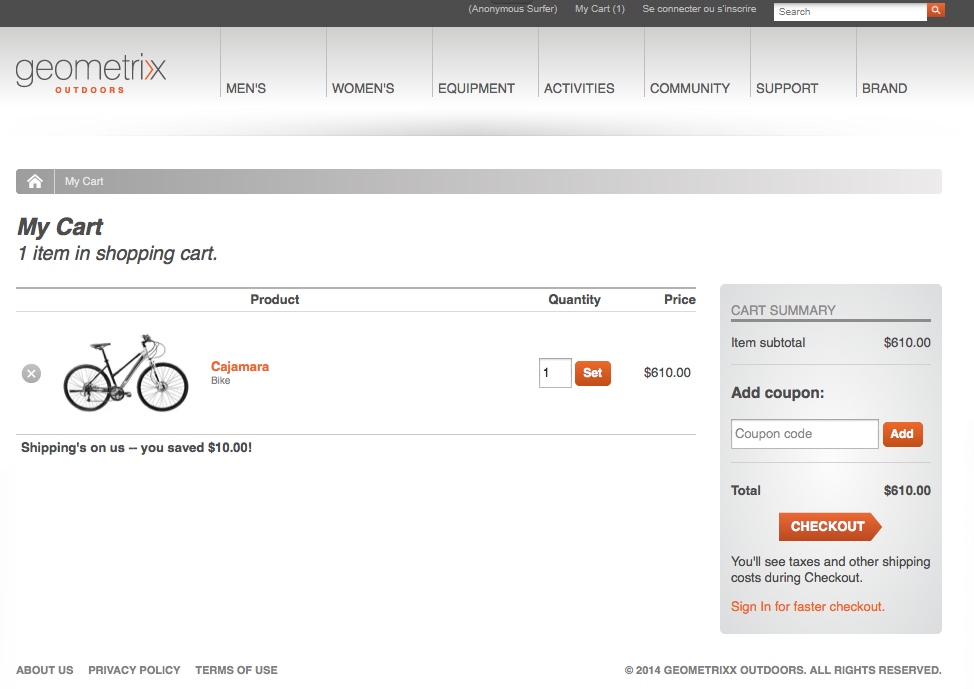 (Anonymous Surfer) My Cart (1) Se connecter ou s'inscrire Search
geometrixx
OUTDOORS
MEN'S WOMEN'S EQUIPMENT ACTIVITIES COMMUNITY SUPPORT BRAND
My Cart
My Cart
1 item in shopping cart.
Product Quantity Price
Cajamara
Bike
1 Set $610.00
Shipping's on us -- you saved $10.00!
CART SUMMARY
Item subtotal $610.00
Add coupon:
Coupon code Add
Total $610.00
CHECKOUT
You'll see taxes and other shipping
costs during Checkout.
Sign In for faster checkout.
ABOUT US PRIVACY POLICY TERMS OF USE © 2014 GEOMETRIXX OUTDOORS. ALL RIGHTS RESERVED.